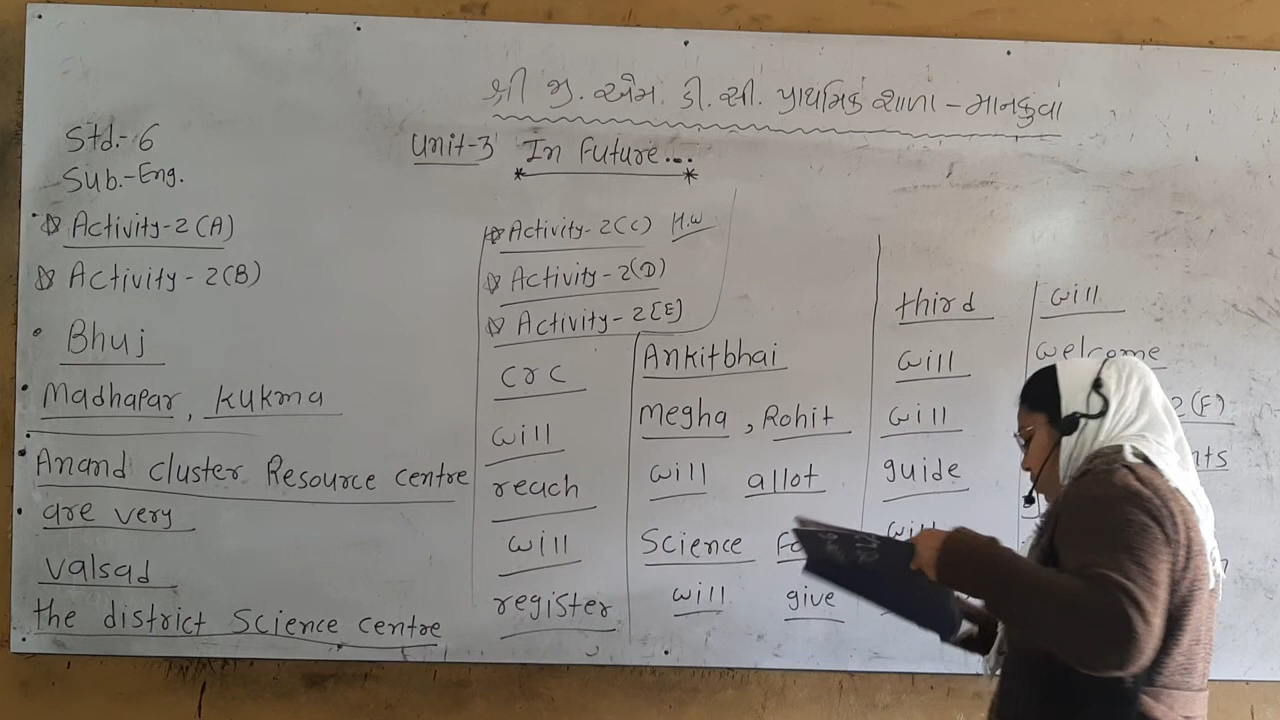 શ્રી જી. એમ. ડી. સી. પ્રાથમિક શાળા - માનકુવા
Std.- 6
Sub.-Eng.
Unit-3 In Future...
Activity-2(A)
Activity-2(B)
Bhuj
Madhapar, Kukma
Anand cluster Resource centre
are very
valsad
the district Science centre
Activity-2(C) H.W
Activity-2(D)
Activity-2[E]
CRC
will
reach
will
register
Ankitbhai
Megha, Rohit
will allot
Science
will give
third
will
will
guide
will
will
welcome
2(F)